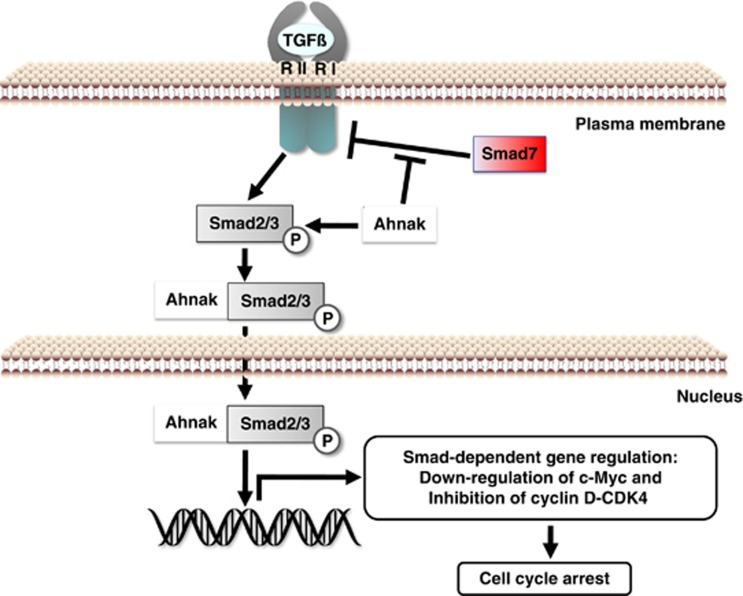 TGFß
R II R I
Plasma membrane
Smad7
Smad2/3
P
Ahnak
Ahnak
Smad2/3
P
Nucleus
Ahnak
Smad2/3
P
Smad-dependent gene regulation:
Down-regulation of c-Myc and
Inhibition of cyclin D-CDK4
Cell cycle arrest